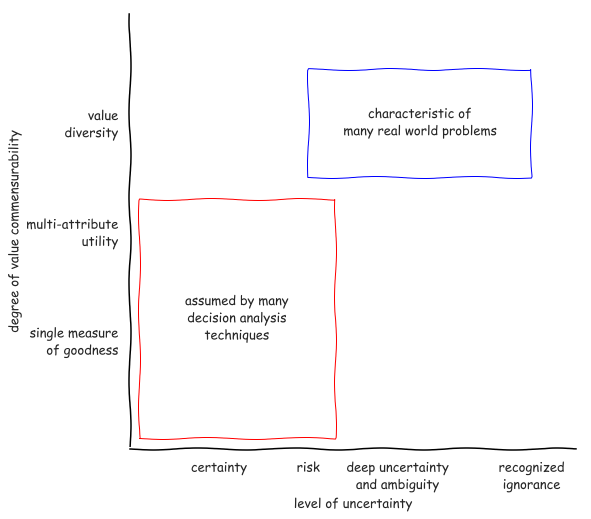 value
diversity
characteristic of
many real world problems
degree of value commensurability
multi-attribute
utility
assumed by many
decision analysis
techniques
single measure
of goodness
certainty
risk
deep uncertainty
and ambiguity
recognized
ignorance
level of uncertainty